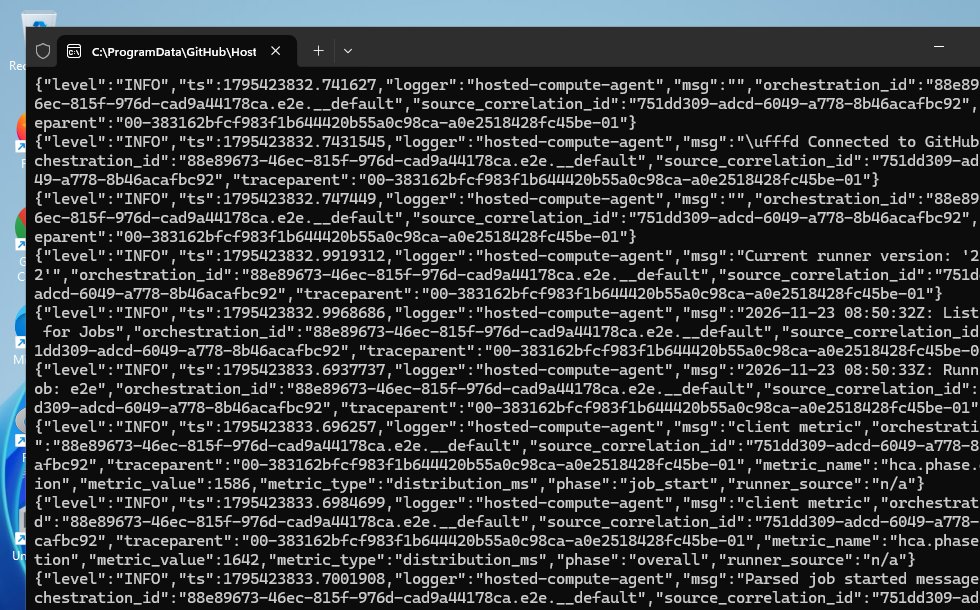 Rec
C:\ProgramData\GitHub\Host
{"level":"INFO","ts":1795423832.741627,"logger":"hosted-compute-agent","msg":"","orchestration_id":"88e89
6ec-815f-976d-cad9a44178ca.e2e.__default","source_correlation_id":"751dd309-adcd-6049-a778-8b46acafbc92",
eparent":"00-383162bfcf983f1b644420b55a0c98ca-a0e2518428fc45be-01"}
{"level":"INFO","ts":1795423832.7431545,"logger":"hosted-compute-agent","msg":"\ufffd Connected to GitHub
chestration_id":"88e89673-46ec-815f-976d-cad9a44178ca.e2e.__default","source_correlation_id":"751dd309-ad
49-a778-8b46acafbc92","traceparent":"00-383162bfcf983f1b644420b55a0c98ca-a0e2518428fc45be-01"}
{"level":"INFO","ts":1795423832.747449,"logger":"hosted-compute-agent","msg":"","orchestration_id":"88e89
6ec-815f-976d-cad9a44178ca.e2e.__default","source_correlation_id":"751dd309-adcd-6049-a778-8b46acafbc92",
eparent":"00-383162bfcf983f1b644420b55a0c98ca-a0e2518428fc45be-01"}
{"level":"INFO","ts":1795423832.9919312,"logger":"hosted-compute-agent","msg":"Current runner version: '2
2'","orchestration_id":"88e89673-46ec-815f-976d-cad9a44178ca.e2e.__default","source_correlation_id":"751d
adcd-6049-a778-8b46acafbc92","traceparent":"00-383162bfcf983f1b644420b55a0c98ca-a0e2518428fc45be-01"}
{"level":"INFO","ts":1795423832.9968686,"logger":"hosted-compute-agent","msg":"2026-11-23 08:50:32Z: List
for Jobs","orchestration_id":"88e89673-46ec-815f-976d-cad9a44178ca.e2e.__default","source_correlation_id
1dd309-adcd-6049-a778-8b46acafbc92","traceparent":"00-383162bfcf983f1b644420b55a0c98ca-a0e2518428fc45be-0
{"level":"INFO","ts":1795423833.6937737,"logger":"hosted-compute-agent","msg":"2026-11-23 08:50:33Z: Runn
ob: e2e","orchestration_id":"88e89673-46ec-815f-976d-cad9a44178ca.e2e.__default","source_correlation_id":
d309-adcd-6049-a778-8b46acafbc92","traceparent":"00-383162bfcf983f1b644420b55a0c98ca-a0e2518428fc45be-01"
{"level":"INFO","ts":1795423833.696257,"logger":"hosted-compute-agent","msg":"client metric","orchestrati
":"88e89673-46ec-815f-976d-cad9a44178ca.e2e.__default","source_correlation_id":"751dd309-adcd-6049-a778-8
afbc92","traceparent":"00-383162bfcf983f1b644420b55a0c98ca-a0e2518428fc45be-01","metric_name":"hca.phase.
ion","metric_value":1586,"metric_type":"distribution_ms","phase":"job_start","runner_source":"n/a"}
{"level":"INFO","ts":1795423833.6984699,"logger":"hosted-compute-agent","msg":"client metric","orchestrat
d":"88e89673-46ec-815f-976d-cad9a44178ca.e2e.__default","source_correlation_id":"751dd309-adcd-6049-a778-
cafbc92","traceparent":"00-383162bfcf983f1b644420b55a0c98ca-a0e2518428fc45be-01","metric_name":"hca.phase
tion","metric_value":1642,"metric_type":"distribution_ms","phase":"overall","runner_source":"n/a"}
{"level":"INFO","ts":1795423833.7001908,"logger":"hosted-compute-agent","msg":"Parsed job started message
chestration_id":"88e89673-46ec-815f-976d-cad9a44178ca.e2e.__default","source_correlation_id":"751dd309-ad